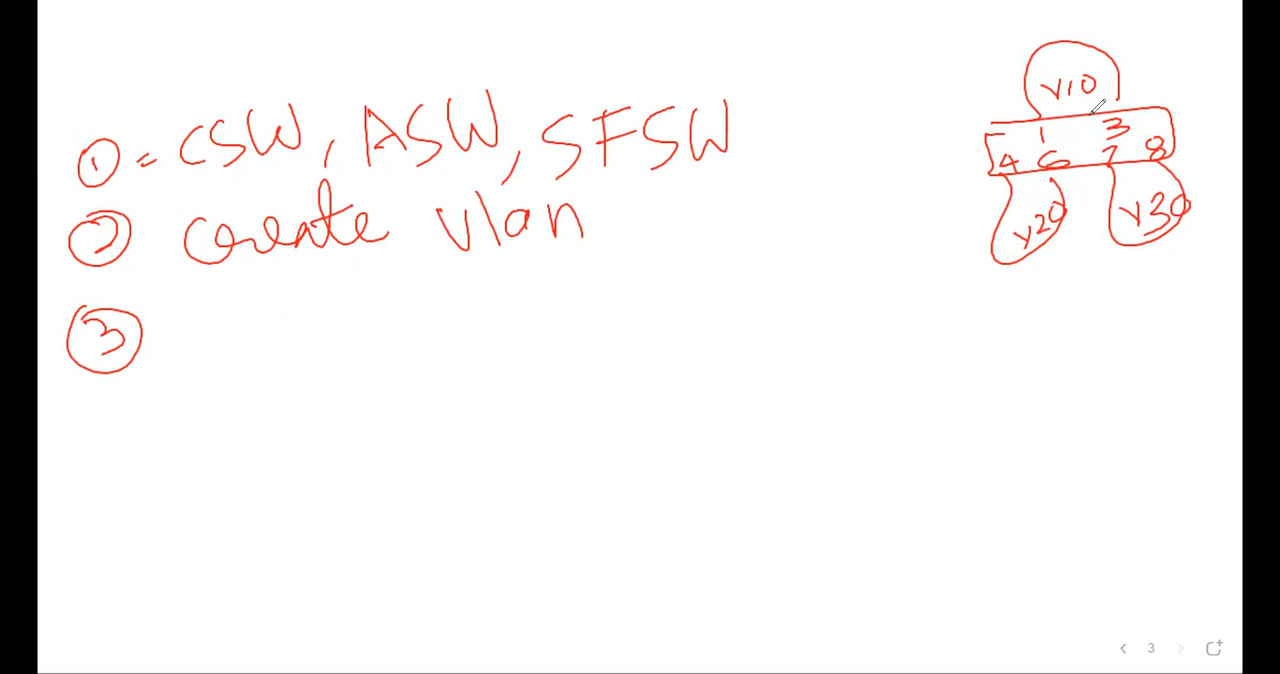 ① = CSW, ASW, SFSW
② create vlan
③
V10
1 3
4 6 7 8
V20 V30
< 3 >